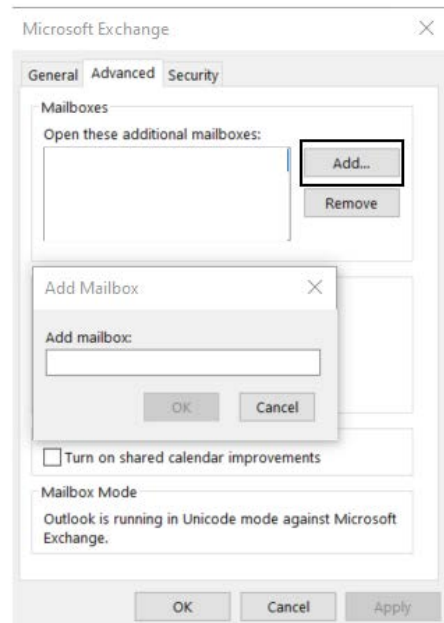 Microsoft Exchange
General Advanced Security
Mailboxes
Open these additional mailboxes:
Add...
Remove
Add Mailbox
Add mailbox:
OK Cancel
Turn on shared calendar improvements
Mailbox Mode
Outlook is running in Unicode mode against Microsoft
Exchange.
OK Cancel Apply